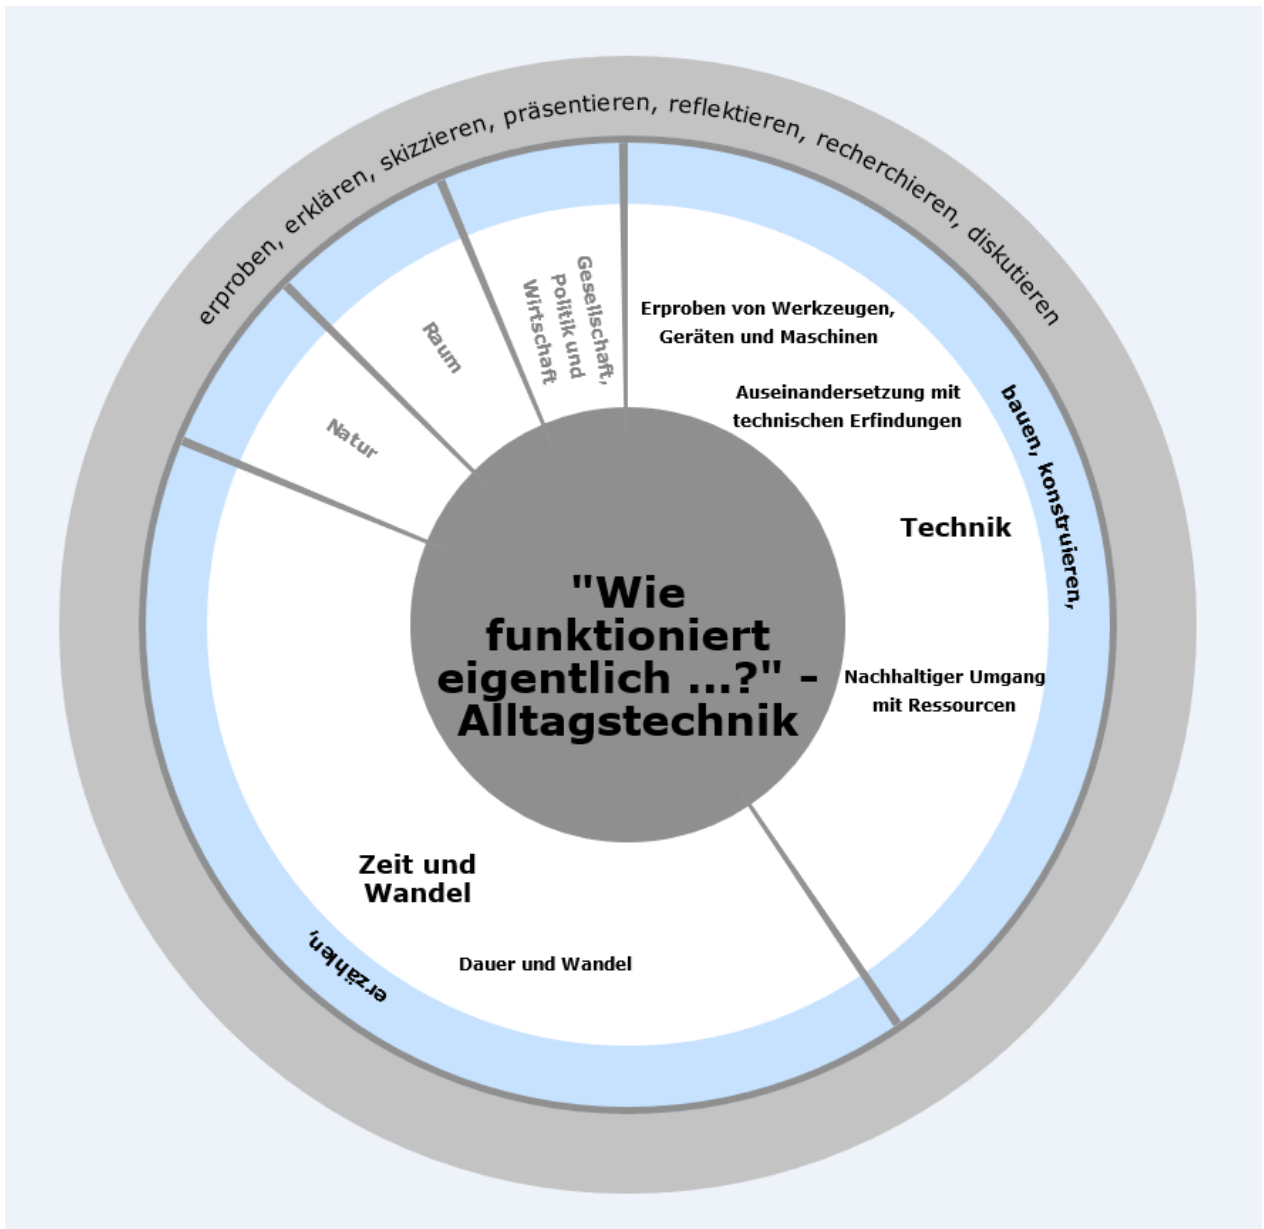 erproben, erklären, skizzieren, präsentieren, reflektieren, recherchieren, diskutieren
Gesellschaft,
Politik und
Wirtschaft
Raum
Natur
Erproben von Werkzeugen,
Geräten und Maschinen
Auseinandersetzung mit
technischen Erfindungen
bauen, konstruieren,
Technik
Nachhaltiger Umgang
mit Ressourcen
"Wie
funktioniert
eigentlich ...?" –
Alltagstechnik
Zeit und
Wandel
Dauer und Wandel
erzählen,